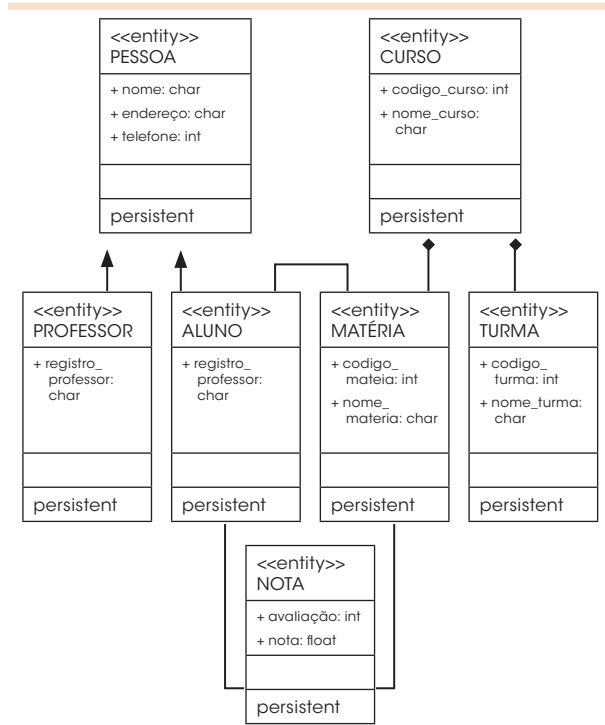 <<entity>>
PESSOA
+ nome: char
+ endereço: char
+ telefone: int
persistent
<<entity>>
CURSO
+ codigo_curso: int
+ nome_curso:
char
persistent
<<entity>>
PROFESSOR
+ registro_
professor:
char
persistent
<<entity>>
ALUNO
+ registro_
professor:
char
persistent
<<entity>>
MATÉRIA
+ codigo_
mateia: int
+ nome_
materia: char
persistent
<<entity>>
TURMA
+ codigo_
turma: int
+ nome_turma:
char
persistent
<<entity>>
NOTA
+ avaliação: int
+ nota: float
persistent